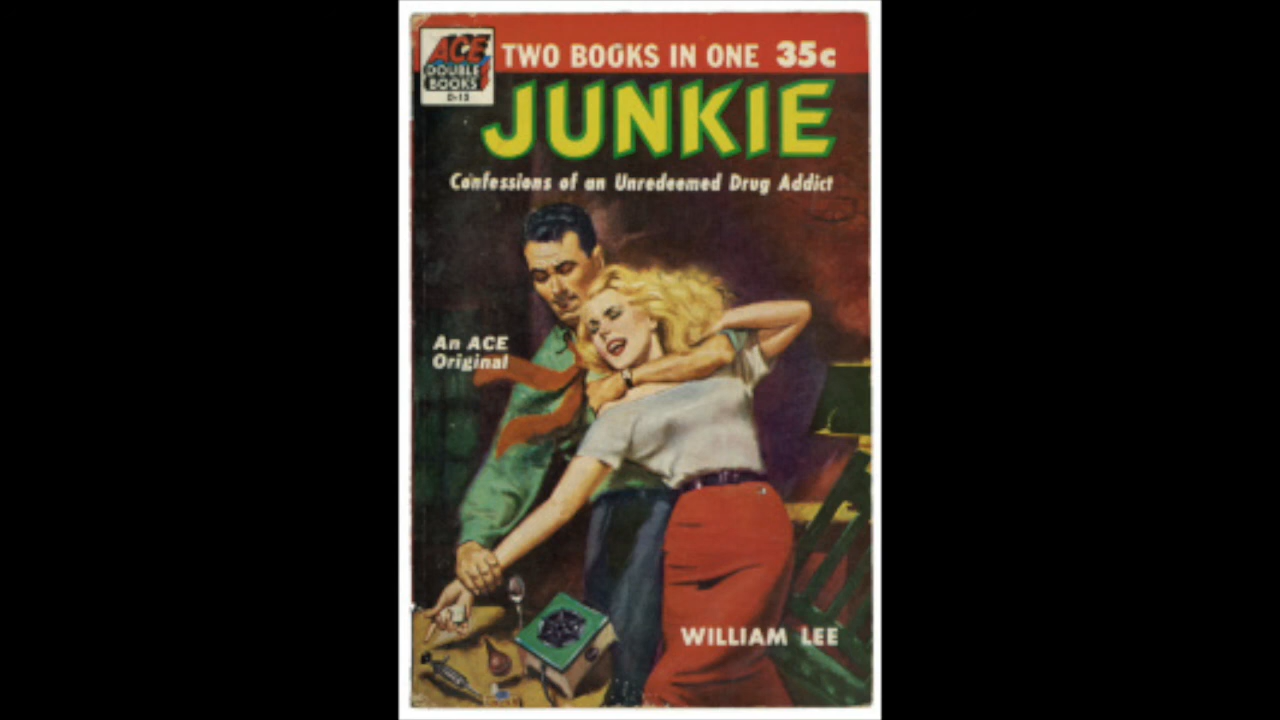 ACE
DOUBLE
BOOKS
D-15
TWO BOOKS IN ONE 35c
JUNKIE
Confessions of an Unredeemed Drug Addict
An ACE
Original
WILLIAM LEE